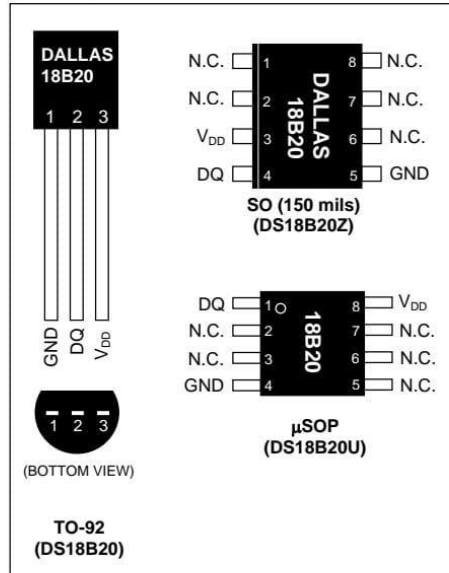 DALLAS
18B20
1 2 3
GND
DQ
VDD
1 2 3
(BOTTOM VIEW)
TO-92
(DS18B20)
N.C. 1 8 N.C.
N.C. 2 7 N.C.
VDD 3 6 N.C.
DQ 4 5 GND
DALLAS
18B20
SO (150 mils)
(DS18B20Z)
DQ 1 8 VDD
N.C. 2 7 N.C.
N.C. 3 6 N.C.
GND 4 5 N.C.
18B20
μSOP
(DS18B20U)